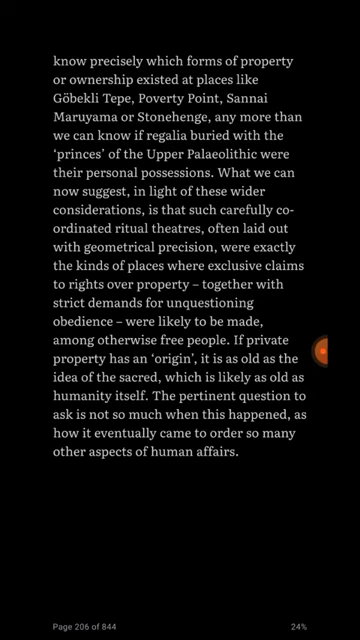 know precisely which forms of property
or ownership existed at places like
Göbekli Tepe, Poverty Point, Sannai
Maruyama or Stonehenge, any more than
we can know if regalia buried with the
‘princes’ of the Upper Palaeolithic were
their personal possessions. What we can
now suggest, in light of these wider
considerations, is that such carefully co-
ordinated ritual theatres, often laid out
with geometrical precision, were exactly
the kinds of places where exclusive claims
to rights over property – together with
strict demands for unquestioning
obedience – were likely to be made,
among otherwise free people. If private
property has an ‘origin’, it is as old as the
idea of the sacred, which is likely as old as
humanity itself. The pertinent question to
ask is not so much when this happened, as
how it eventually came to order so many
other aspects of human affairs.
Page 206 of 844 24%